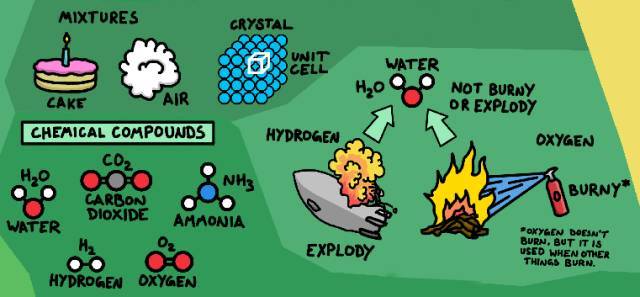 MIXTURES
CAKE
AIR
CRYSTAL
UNIT
CELL
CHEMICAL COMPOUNDS
H2O
WATER
CO2
CARBON
DIOXIDE
NH3
AMMONIA
H2
HYDROGEN
O2
OXYGEN
WATER
H2O
NOT BURNY
OR EXPLODY
HYDROGEN
EXPLODY
OXYGEN
BURNY*
*OXYGEN DOESN'T
BURN, BUT IT IS
USED WHEN OTHER
THINGS BURN.